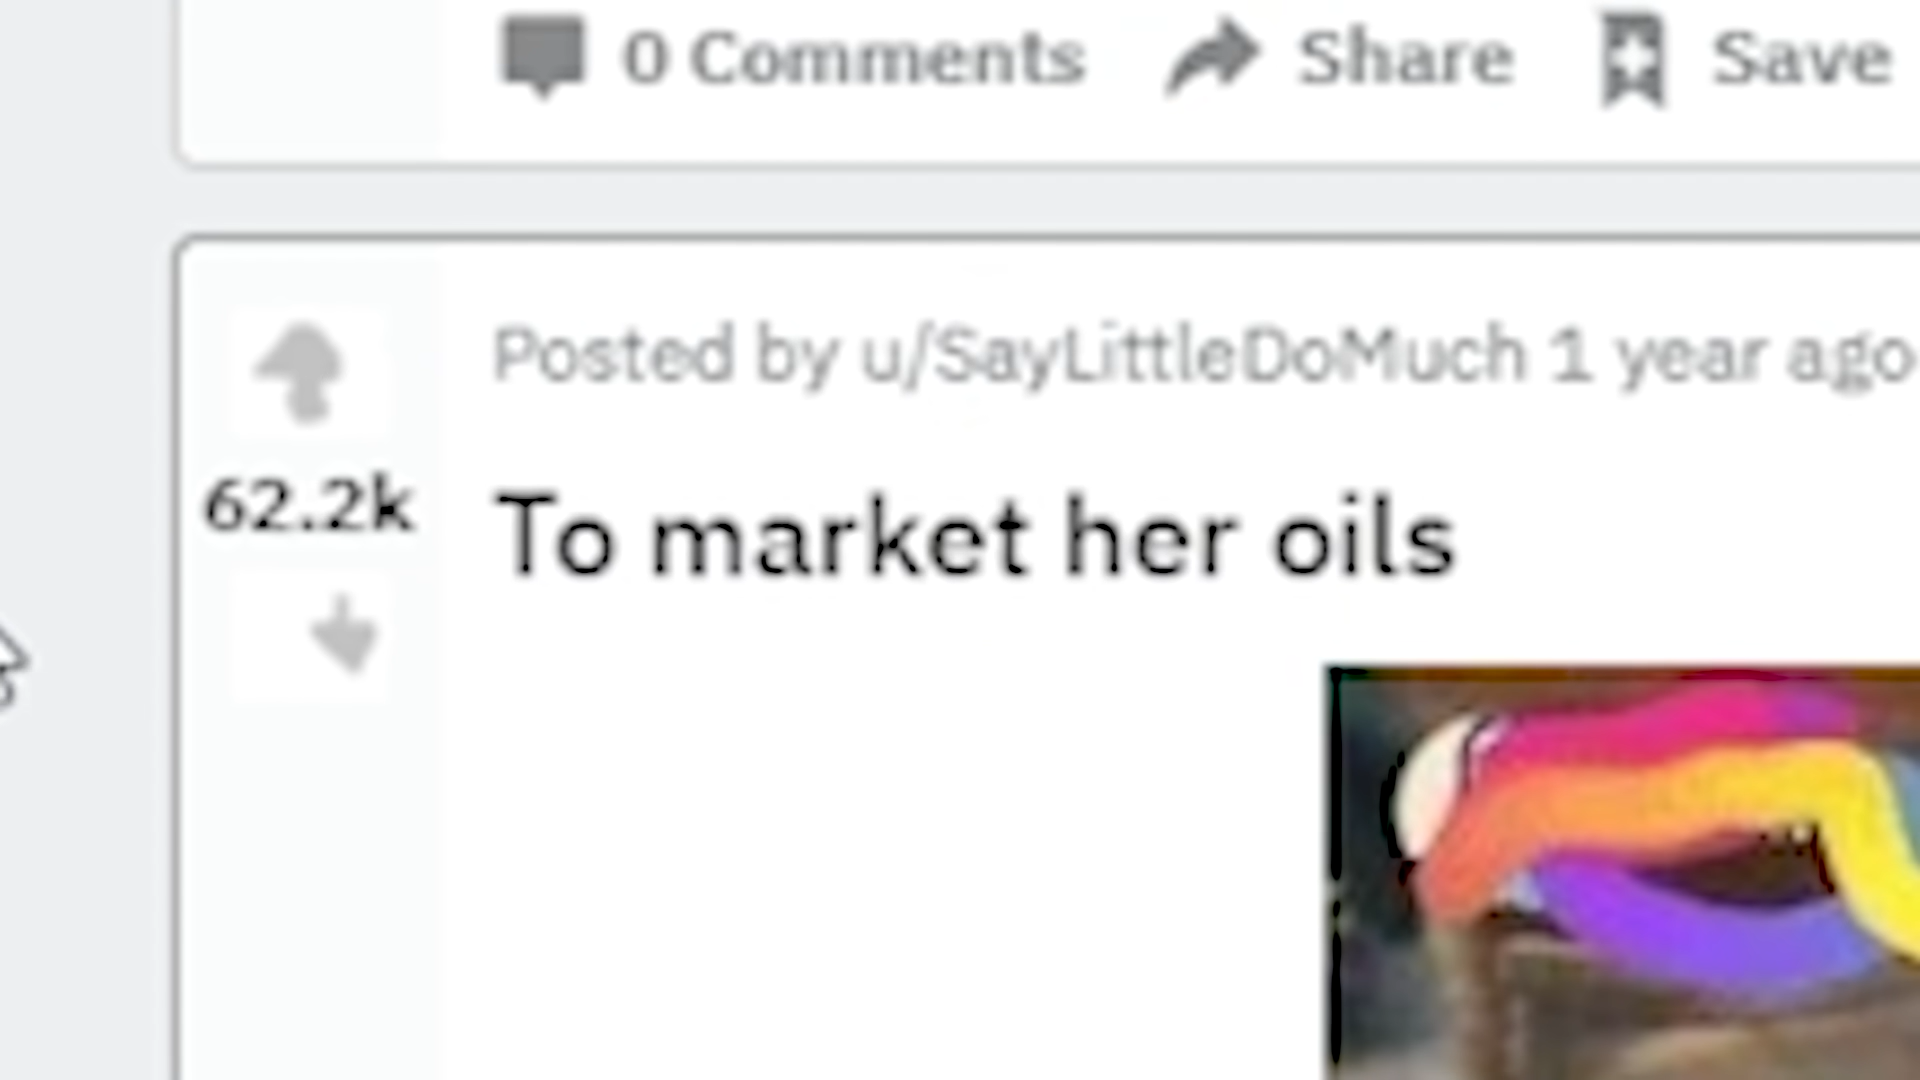 0 Comments Share Save
Posted by u/SayLittleDoMuch 1 year ago
62.2k
To market her oils